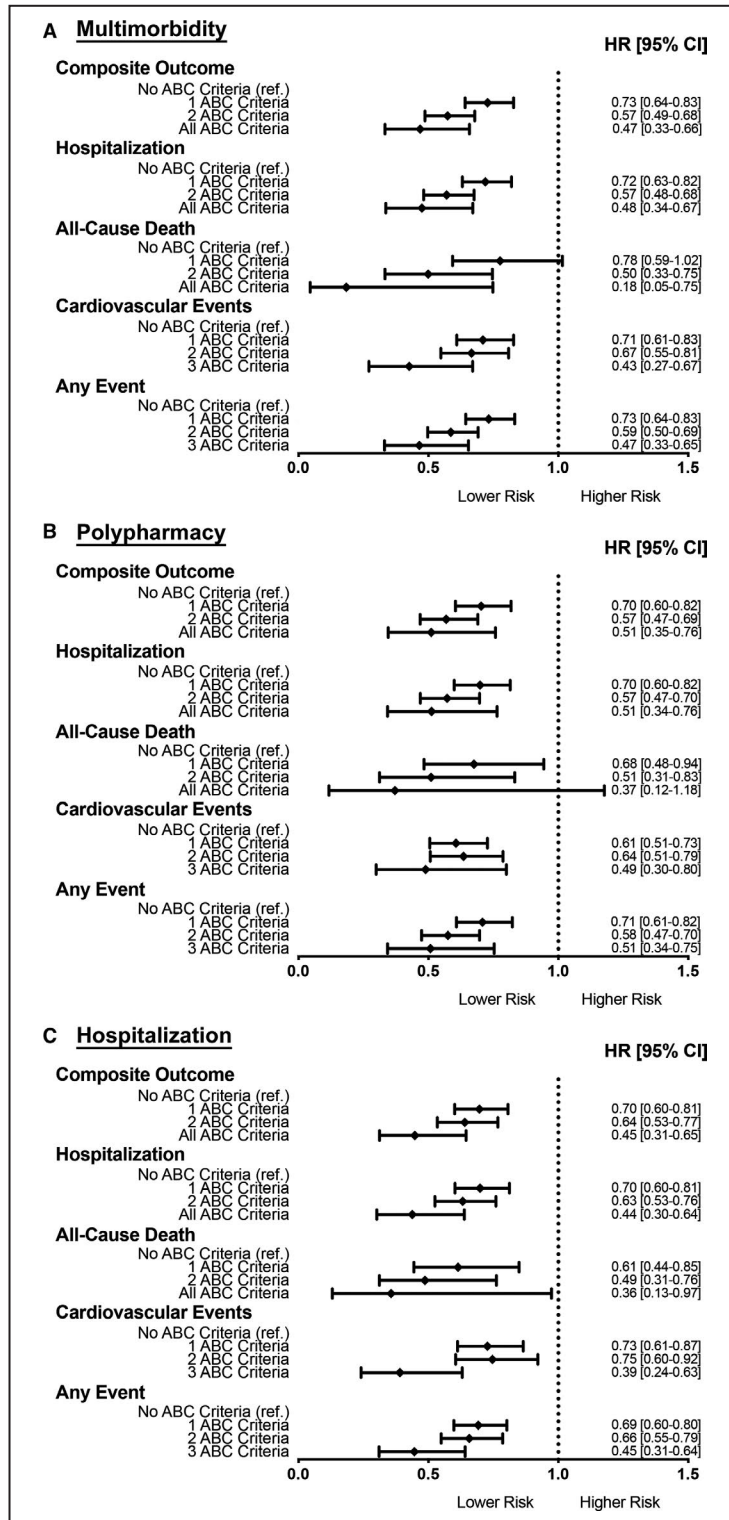 A Multimorbidity
HR [95% CI]
Composite Outcome
No ABC Criteria (ref.)
1 ABC Criteria 0.73 [0.64-0.83]
2 ABC Criteria 0.57 [0.49-0.68]
All ABC Criteria 0.47 [0.33-0.66]
Hospitalization
No ABC Criteria (ref.)
1 ABC Criteria 0.72 [0.63-0.82]
2 ABC Criteria 0.57 [0.48-0.68]
All ABC Criteria 0.48 [0.34-0.67]
All-Cause Death
No ABC Criteria (ref.)
1 ABC Criteria 0.78 [0.59-1.02]
2 ABC Criteria 0.50 [0.33-0.75]
All ABC Criteria 0.18 [0.05-0.75]
Cardiovascular Events
No ABC Criteria (ref.)
1 ABC Criteria 0.71 [0.61-0.83]
2 ABC Criteria 0.67 [0.55-0.81]
3 ABC Criteria 0.43 [0.27-0.67]
Any Event
No ABC Criteria (ref.)
1 ABC Criteria 0.73 [0.64-0.83]
2 ABC Criteria 0.59 [0.50-0.69]
3 ABC Criteria 0.47 [0.33-0.65]
0.0 0.5 1.0 1.5
Lower Risk Higher Risk
B Polypharmacy
HR [95% CI]
Composite Outcome
No ABC Criteria (ref.)
1 ABC Criteria 0.70 [0.60-0.82]
2 ABC Criteria 0.57 [0.47-0.69]
All ABC Criteria 0.51 [0.35-0.76]
Hospitalization
No ABC Criteria (ref.)
1 ABC Criteria 0.70 [0.60-0.82]
2 ABC Criteria 0.57 [0.47-0.70]
All ABC Criteria 0.51 [0.34-0.76]
All-Cause Death
No ABC Criteria (ref.)
1 ABC Criteria 0.68 [0.48-0.94]
2 ABC Criteria 0.51 [0.31-0.83]
All ABC Criteria 0.37 [0.12-1.18]
Cardiovascular Events
No ABC Criteria (ref.)
1 ABC Criteria 0.61 [0.51-0.73]
2 ABC Criteria 0.64 [0.51-0.79]
3 ABC Criteria 0.49 [0.30-0.80]
Any Event
No ABC Criteria (ref.)
1 ABC Criteria 0.71 [0.61-0.82]
2 ABC Criteria 0.58 [0.47-0.70]
3 ABC Criteria 0.51 [0.34-0.75]
0.0 0.5 1.0 1.5
Lower Risk Higher Risk
C Hospitalization
HR [95% CI]
Composite Outcome
No ABC Criteria (ref.)
1 ABC Criteria 0.70 [0.60-0.81]
2 ABC Criteria 0.64 [0.53-0.77]
All ABC Criteria 0.45 [0.31-0.65]
Hospitalization
No ABC Criteria (ref.)
1 ABC Criteria 0.70 [0.60-0.81]
2 ABC Criteria 0.63 [0.53-0.76]
All ABC Criteria 0.44 [0.30-0.64]
All-Cause Death
No ABC Criteria (ref.)
1 ABC Criteria 0.61 [0.44-0.85]
2 ABC Criteria 0.49 [0.31-0.76]
All ABC Criteria 0.36 [0.13-0.97]
Cardiovascular Events
No ABC Criteria (ref.)
1 ABC Criteria 0.73 [0.61-0.87]
2 ABC Criteria 0.75 [0.60-0.92]
3 ABC Criteria 0.39 [0.24-0.63]
Any Event
No ABC Criteria (ref.)
1 ABC Criteria 0.69 [0.60-0.80]
2 ABC Criteria 0.66 [0.55-0.79]
3 ABC Criteria 0.45 [0.31-0.64]
0.0 0.5 1.0 1.5
Lower Risk Higher Risk